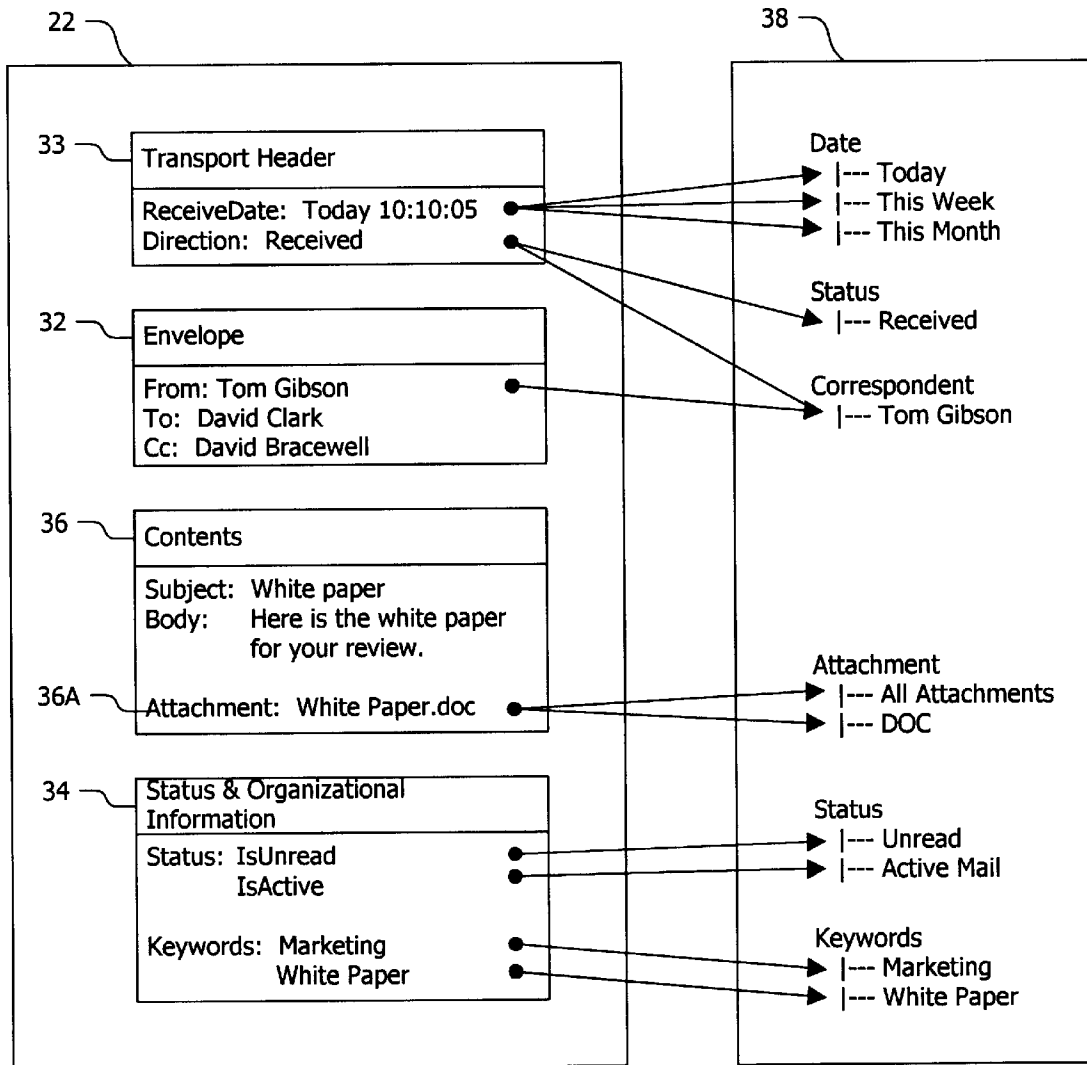 22
38
33
Transport Header
ReceiveDate: Today 10:10:05
Direction: Received
32
Envelope
From: Tom Gibson
To: David Clark
Cc: David Bracewell
36
Contents
Subject: White paper
Body: Here is the white paper
for your review.
36A
Attachment: White Paper.doc
34
Status & Organizational
Information
Status: IsUnread
IsActive
Keywords: Marketing
White Paper
Date
|--- Today
|--- This Week
|--- This Month
Status
|--- Received
Correspondent
|--- Tom Gibson
Attachment
|--- All Attachments
|--- DOC
Status
|--- Unread
|--- Active Mail
Keywords
|--- Marketing
|--- White Paper